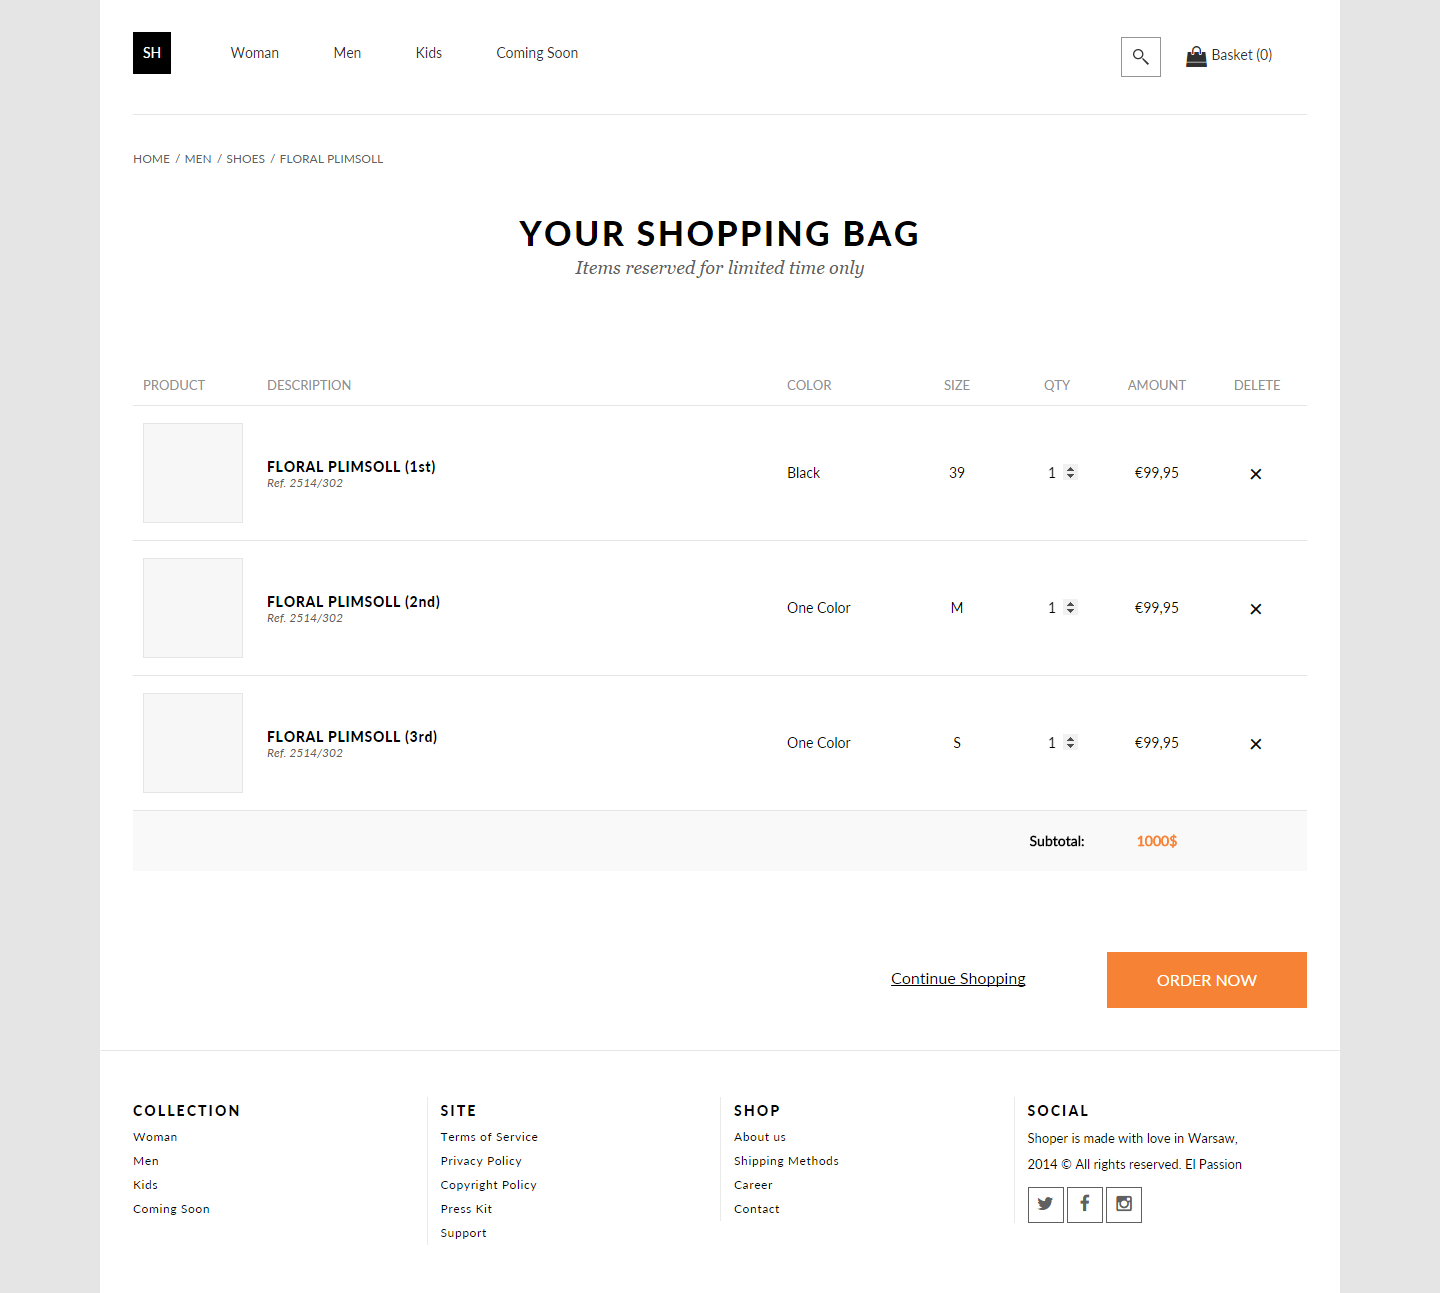 SH
Woman Men Kids Coming Soon
Basket (0)
HOME / MEN / SHOES / FLORAL PLIMSOLL
YOUR SHOPPING BAG
Items reserved for limited time only
PRODUCT DESCRIPTION COLOR SIZE QTY AMOUNT DELETE
FLORAL PLIMSOLL (1st)
Ref. 2514/302
Black 39 1 €99,95 ×
FLORAL PLIMSOLL (2nd)
Ref. 2514/302
One Color M 1 €99,95 ×
FLORAL PLIMSOLL (3rd)
Ref. 2514/302
One Color S 1 €99,95 ×
Subtotal: 1000$
Continue Shopping
ORDER NOW
COLLECTION
Woman
Men
Kids
Coming Soon
SITE
Terms of Service
Privacy Policy
Copyright Policy
Press Kit
Support
SHOP
About us
Shipping Methods
Career
Contact
SOCIAL
Shoper is made with love in Warsaw,
2014 © All rights reserved. El Passion